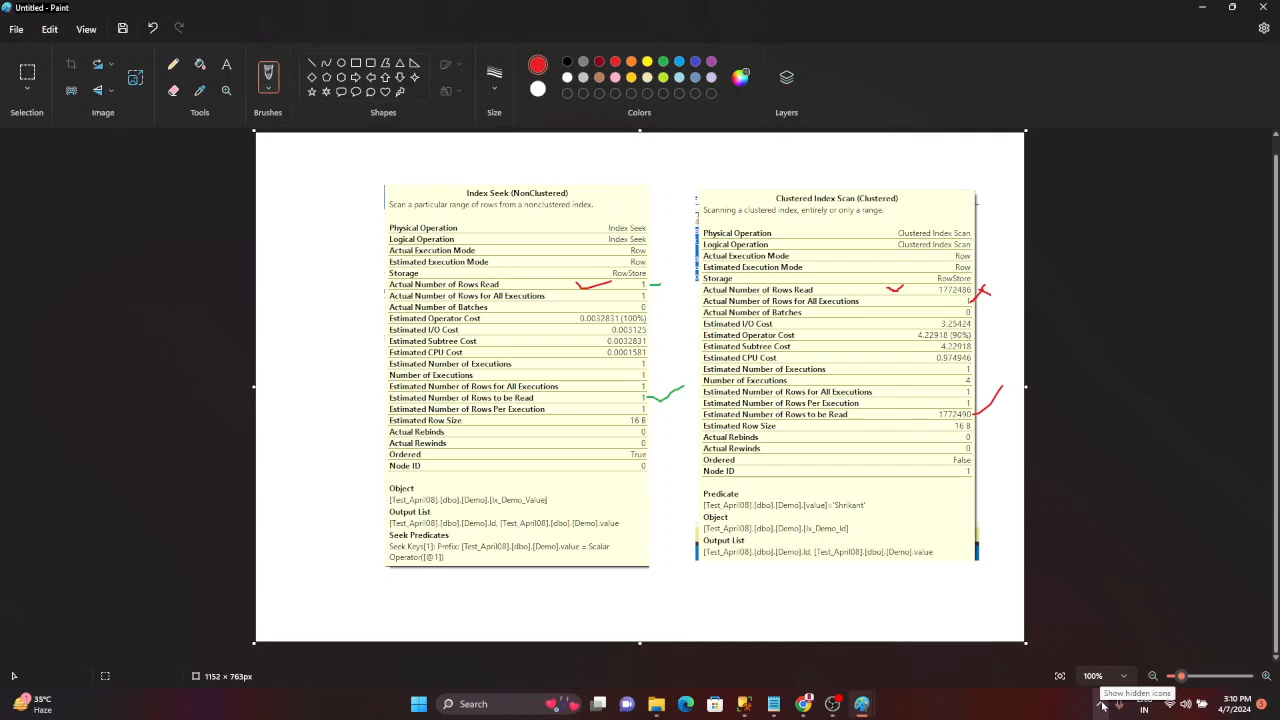 Untitled - Paint
File Edit View
Selection Image Tools Brushes Shapes Size Colors Layers
Index Seek (NonClustered)
Scan a particular range of rows from a nonclustered index.
Physical Operation Index Seek
Logical Operation Index Seek
Actual Execution Mode Row
Estimated Execution Mode Row
Storage RowStore
Actual Number of Rows Read 1
Actual Number of Rows for All Executions 1
Actual Number of Batches 0
Estimated Operator Cost 0.0032831 (100%)
Estimated I/O Cost 0.003125
Estimated Subtree Cost 0.0032831
Estimated CPU Cost 0.0001581
Estimated Number of Executions 1
Number of Executions 1
Estimated Number of Rows for All Executions 1
Estimated Number of Rows to be Read 1
Estimated Number of Rows Per Execution 1
Estimated Row Size 16 B
Actual Rebinds 0
Actual Rewinds 0
Ordered True
Node ID 0
Object
[Test_April08].[dbo].[Demo].[Ix_Demo_Value]
Output List
[Test_April08].[dbo].[Demo].Id, [Test_April08].[dbo].[Demo].value
Seek Predicates
Seek Keys[1]: Prefix: [Test_April08].[dbo].[Demo].value = Scalar
Operator([@1])
Clustered Index Scan (Clustered)
Scanning a clustered index, entirely or only a range.
Physical Operation Clustered Index Scan
Logical Operation Clustered Index Scan
Actual Execution Mode Row
Estimated Execution Mode Row
Storage RowStore
Actual Number of Rows Read 1772486
Actual Number of Rows for All Executions 1
Actual Number of Batches 0
Estimated I/O Cost 3.25424
Estimated Operator Cost 4.22918 (90%)
Estimated Subtree Cost 4.22918
Estimated CPU Cost 0.974946
Estimated Number of Executions 1
Number of Executions 4
Estimated Number of Rows for All Executions 1
Estimated Number of Rows Per Execution 1
Estimated Number of Rows to be Read 1772490
Estimated Row Size 16 B
Actual Rebinds 0
Actual Rewinds 0
Ordered False
Node ID 1
Predicate
[Test_April08].[dbo].[Demo].[value]='Shrikant'
Object
[Test_April08].[dbo].[Demo].[Ix_Demo_Id]
Output List
[Test_April08].[dbo].[Demo].Id, [Test_April08].[dbo].[Demo].value
1152 × 763px
100%
Show hidden icons
35°C
Haze
Search
IN
3:10 PM
4/7/2024
3